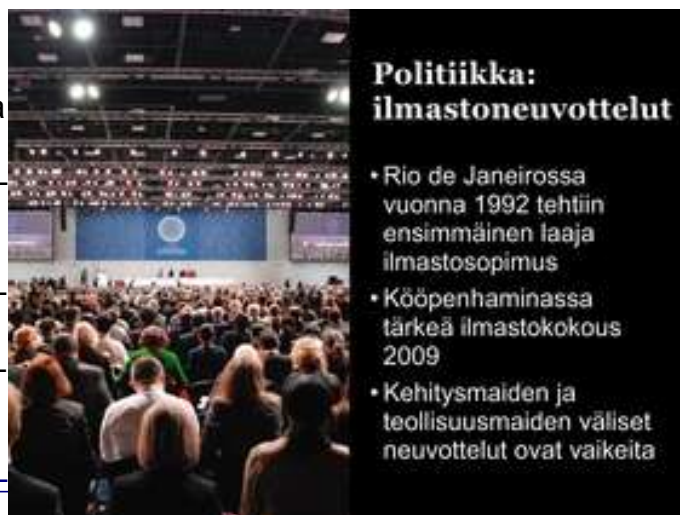 a
Politiikka:
ilmastoneuvottelut
• Rio de Janeirossa
vuonna 1992 tehtiin
ensimmäinen laaja
ilmastosopimus
• Kööpenhaminassa
tärkeä ilmastokokous
2009
• Kehitysmaiden ja
teollisuusmaiden väliset
neuvottelut ovat vaikeita